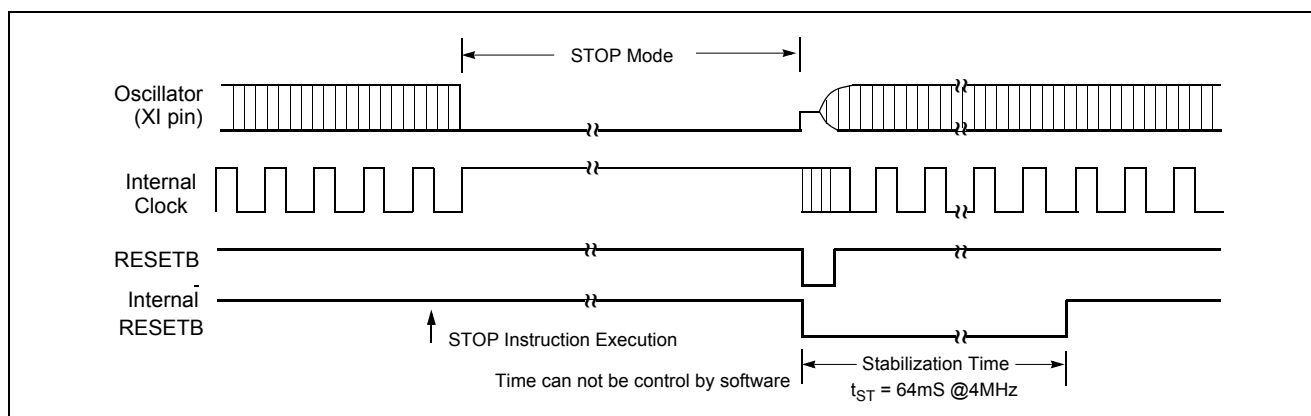 STOP Mode
Oscillator
(XI pin)
Internal
Clock
RESETB
Internal
RESETB
STOP Instruction Execution
Time can not be control by software
Stabilization Time
tST = 64mS @4MHz